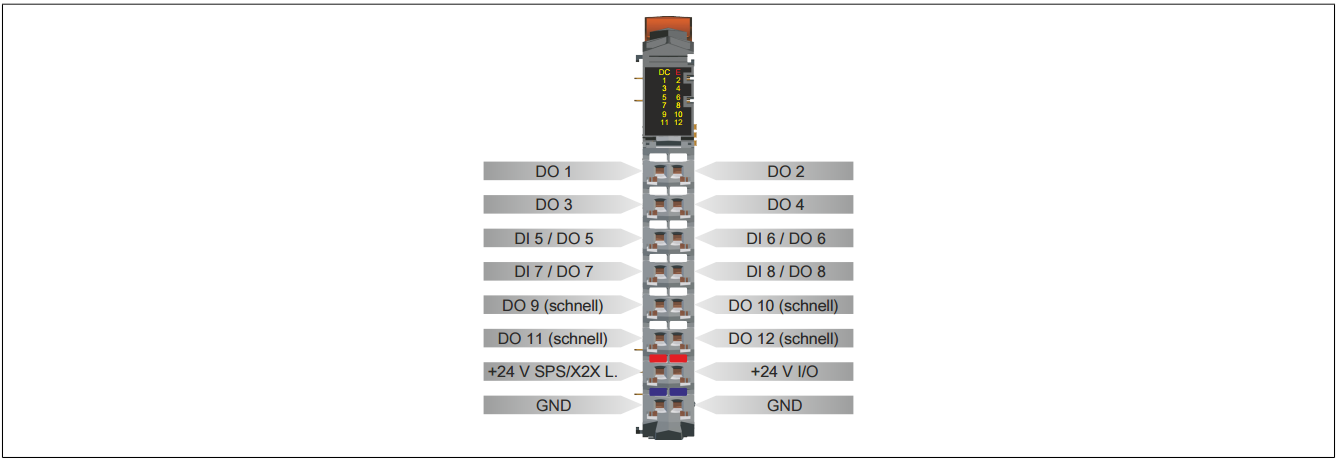 DC E
1 2
3 4
5 6
7 8
9 10
11 12
DO 1 DO 2
DO 3 DO 4
DI 5 / DO 5 DI 6 / DO 6
DI 7 / DO 7 DI 8 / DO 8
DO 9 (schnell) DO 10 (schnell)
DO 11 (schnell) DO 12 (schnell)
+24 V SPS/X2X L. +24 V I/O
GND GND